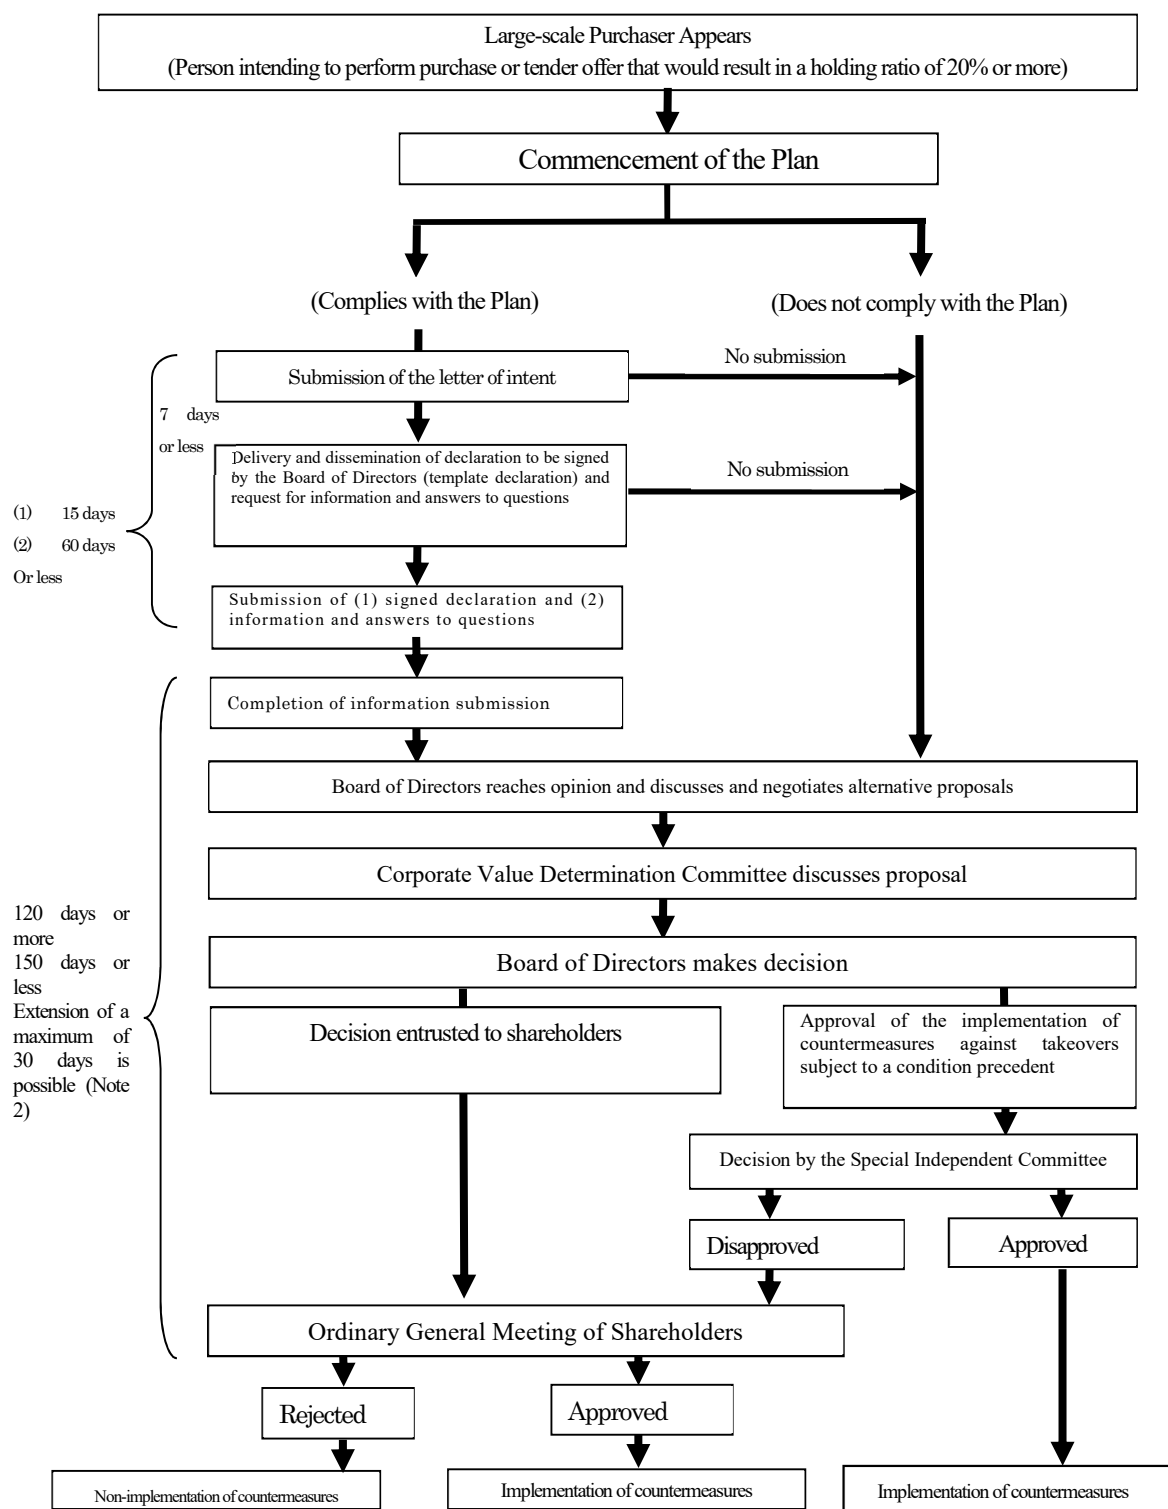 Large-scale Purchaser Appears
(Person intending to perform purchase or tender offer that would result in a holding ratio of 20% or more)
Commencement of the Plan
(Complies with the Plan)
(Does not comply with the Plan)
No submission
Submission of the letter of intent
7 days
or less
Delivery and dissemination of declaration to be signed
by the Board of Directors (template declaration) and
request for information and answers to questions
No submission
(1) 15 days
(2) 60 days
Or less
Submission of (1) signed declaration and (2)
information and answers to questions
Completion of information submission
Board of Directors reaches opinion and discusses and negotiates alternative proposals
Corporate Value Determination Committee discusses proposal
120 days or
more
150 days or
less
Extension of a
maximum of
30 days is
possible (Note
2)
Board of Directors makes decision
Decision entrusted to shareholders
Approval of the implementation of
countermeasures against takeovers
subject to a condition precedent
Decision by the Special Independent Committee
Disapproved
Approved
Ordinary General Meeting of Shareholders
Rejected
Approved
Non-implementation of countermeasures
Implementation of countermeasures
Implementation of countermeasures